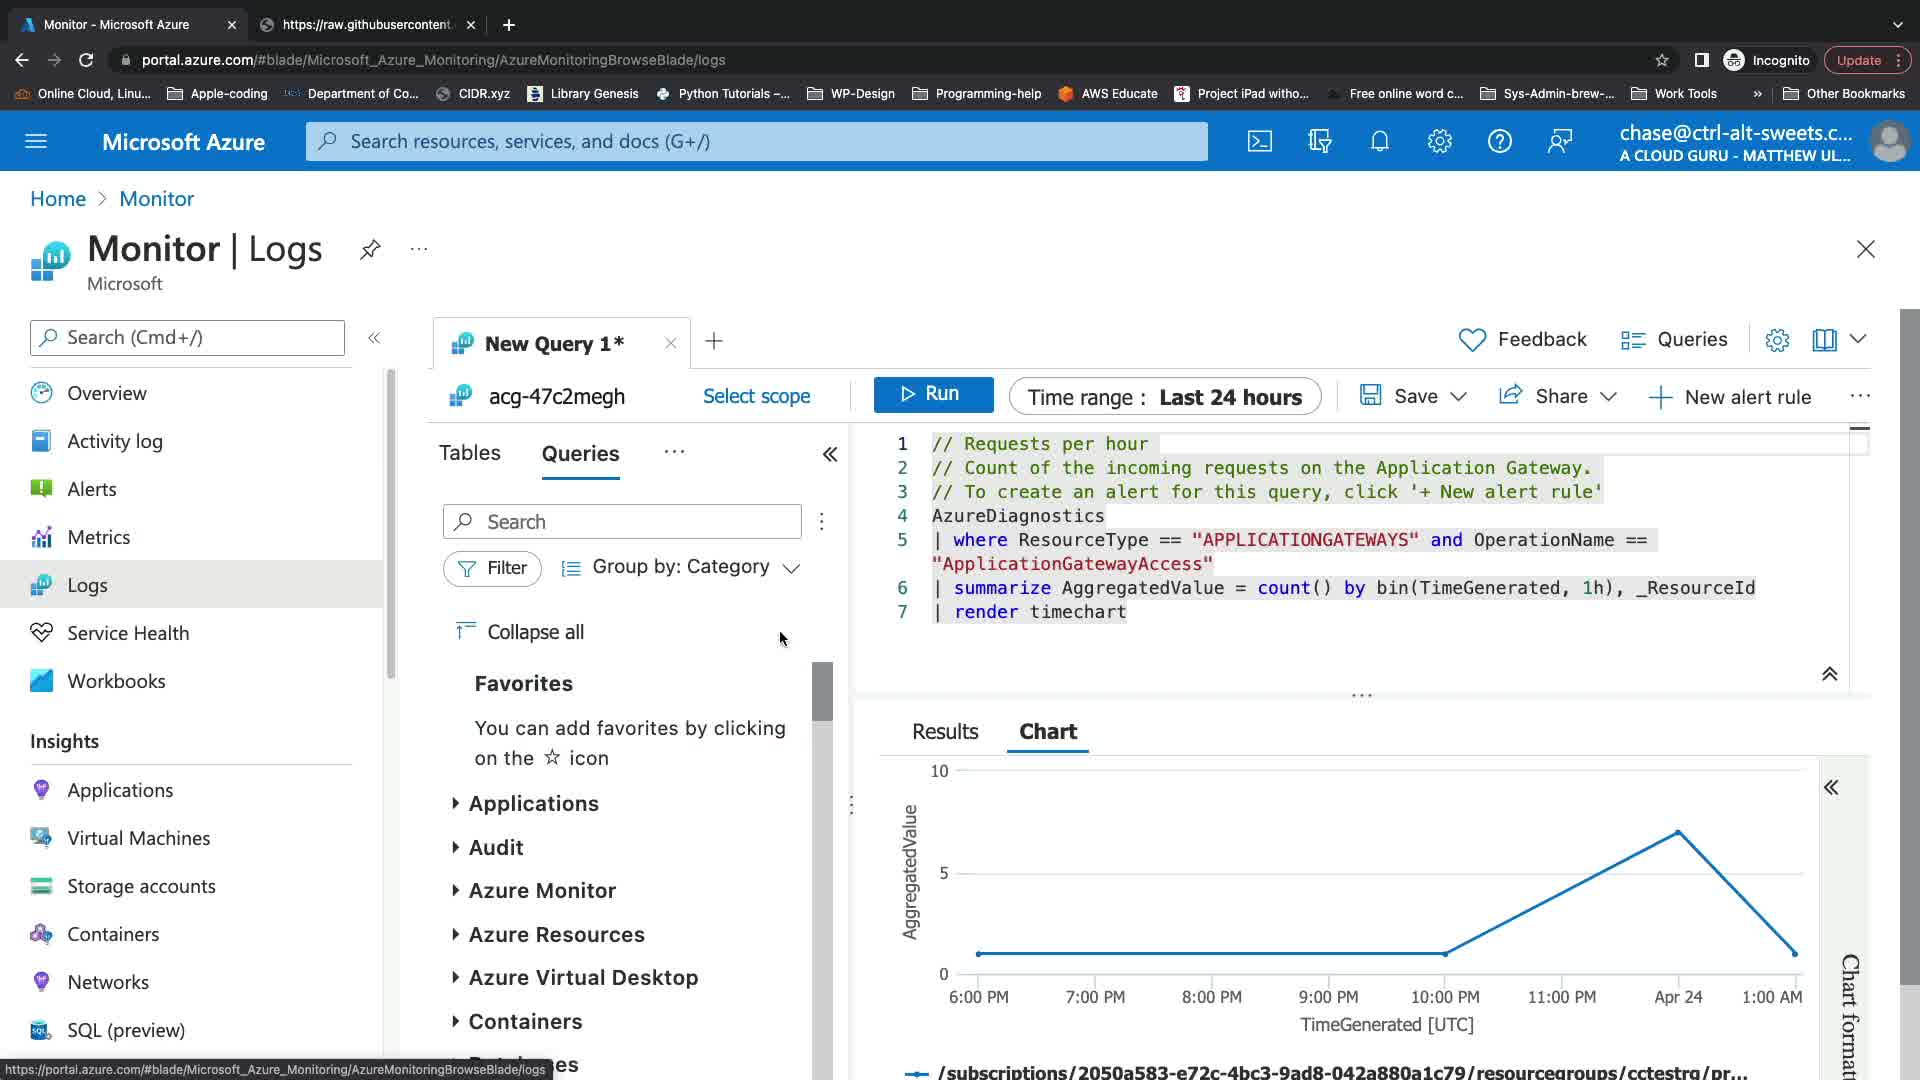 Monitor - Microsoft Azure
https://raw.githubusercontent.
portal.azure.com/#blade/Microsoft_Azure_Monitoring/AzureMonitoringBrowseBlade/logs
Incognito
Update
Online Cloud, Linu...
Apple-coding
Department of Co...
CIDR.xyz
Library Genesis
Python Tutorials –...
WP-Design
Programming-help
AWS Educate
Project iPad witho...
Free online word c...
Sys-Admin-brew-...
Work Tools
»
Other Bookmarks
Microsoft Azure
Search resources, services, and docs (G+/)
chase@ctrl-alt-sweets.c...
A CLOUD GURU - MATTHEW UL...
Home > Monitor
Monitor | Logs
Microsoft
Search (Cmd+/)
Overview
Activity log
Alerts
Metrics
Logs
Service Health
Workbooks
Insights
Applications
Virtual Machines
Storage accounts
Containers
Networks
SQL (preview)
https://portal.azure.com/#blade/Microsoft_Azure_Monitoring/AzureMonitoringBrowseBlade/logs
New Query 1*
Feedback
Queries
acg-47c2megh
Select scope
Run
Time range : Last 24 hours
Save
Share
New alert rule
Tables
Queries
Search
Filter
Group by: Category
Collapse all
Favorites
You can add favorites by clicking
on the ☆ icon
Applications
Audit
Azure Monitor
Azure Resources
Azure Virtual Desktop
Containers
1 // Requests per hour
2 // Count of the incoming requests on the Application Gateway.
3 // To create an alert for this query, click '+ New alert rule'
4 AzureDiagnostics
5 | where ResourceType == "APPLICATIONGATEWAYS" and OperationName ==
"ApplicationGatewayAccess"
6 | summarize AggregatedValue = count() by bin(TimeGenerated, 1h), _ResourceId
7 | render timechart
Results
Chart
10
5
0
AggregatedValue
6:00 PM
7:00 PM
8:00 PM
9:00 PM
10:00 PM
11:00 PM
Apr 24
1:00 AM
TimeGenerated [UTC]
/subscriptions/2050a583-e72c-4bc3-9ad8-042a880a1c79/resourcegroups/cctestrg/pr...
Chart format